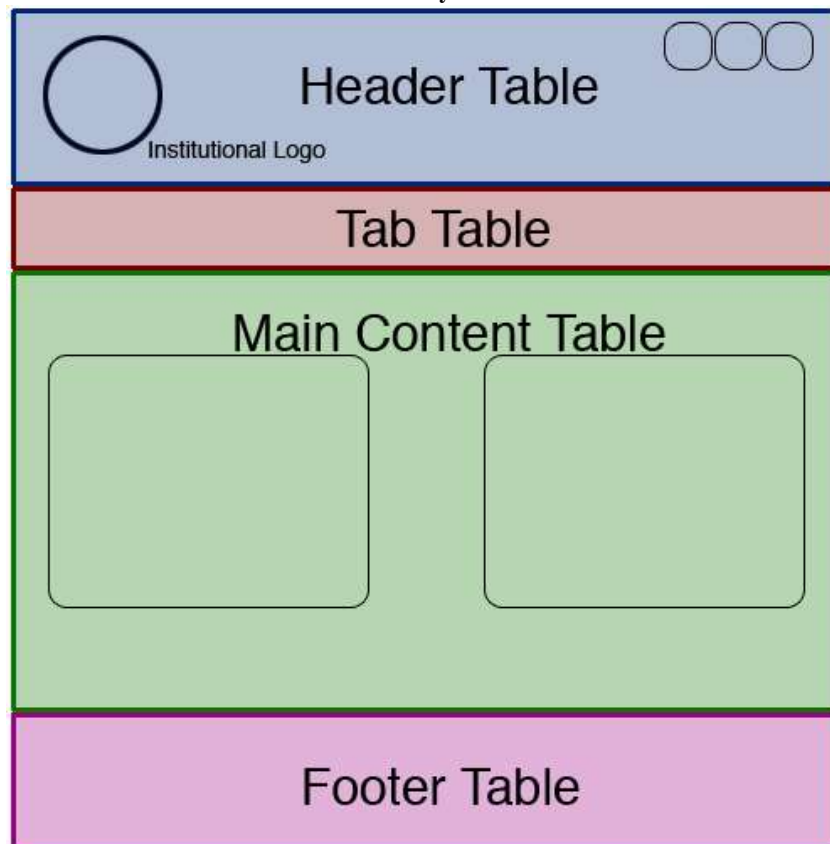 Header Table
Institutional Logo
Tab Table
Main Content Table
Footer Table